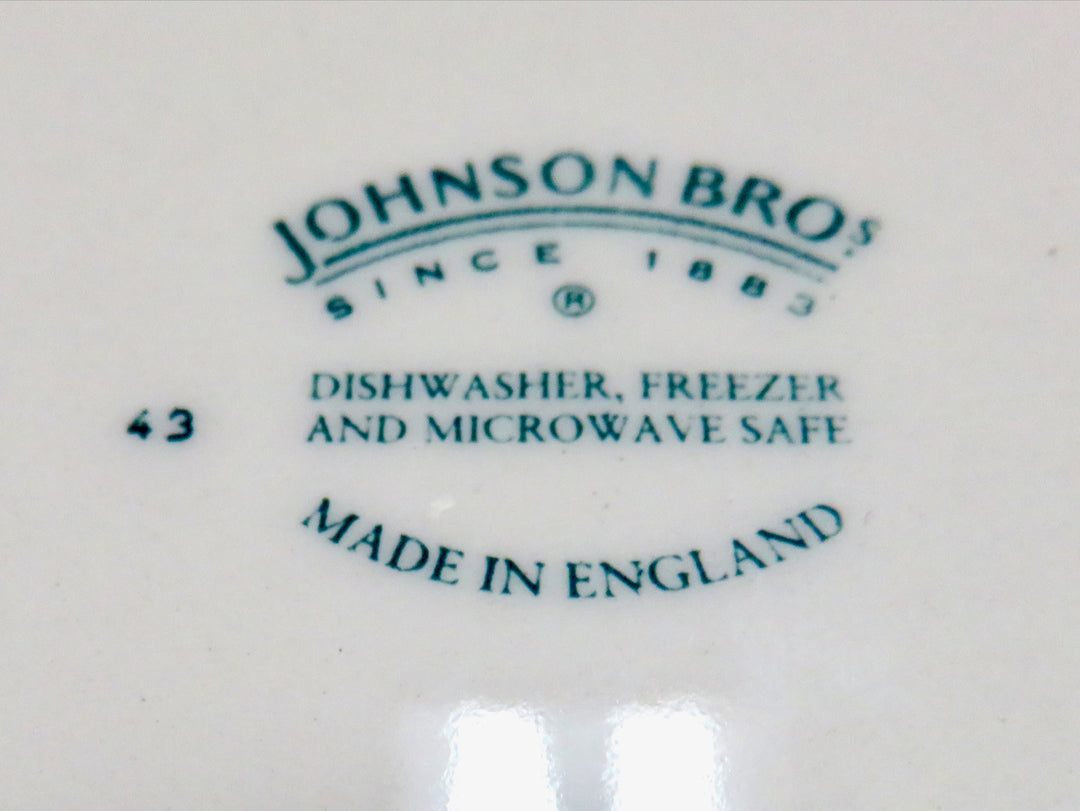 JOHNSON BROS
SINCE 1883
®
DISHWASHER, FREEZER
AND MICROWAVE SAFE
43
MADE IN ENGLAND